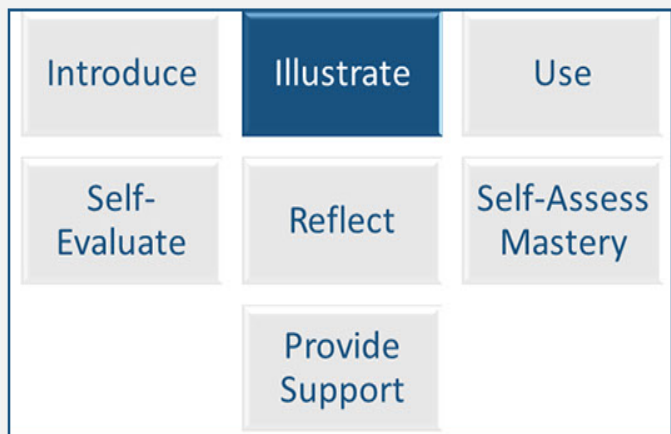 Introduce
Illustrate
Use
Self-
Evaluate
Reflect
Self-Assess
Mastery
Provide
Support